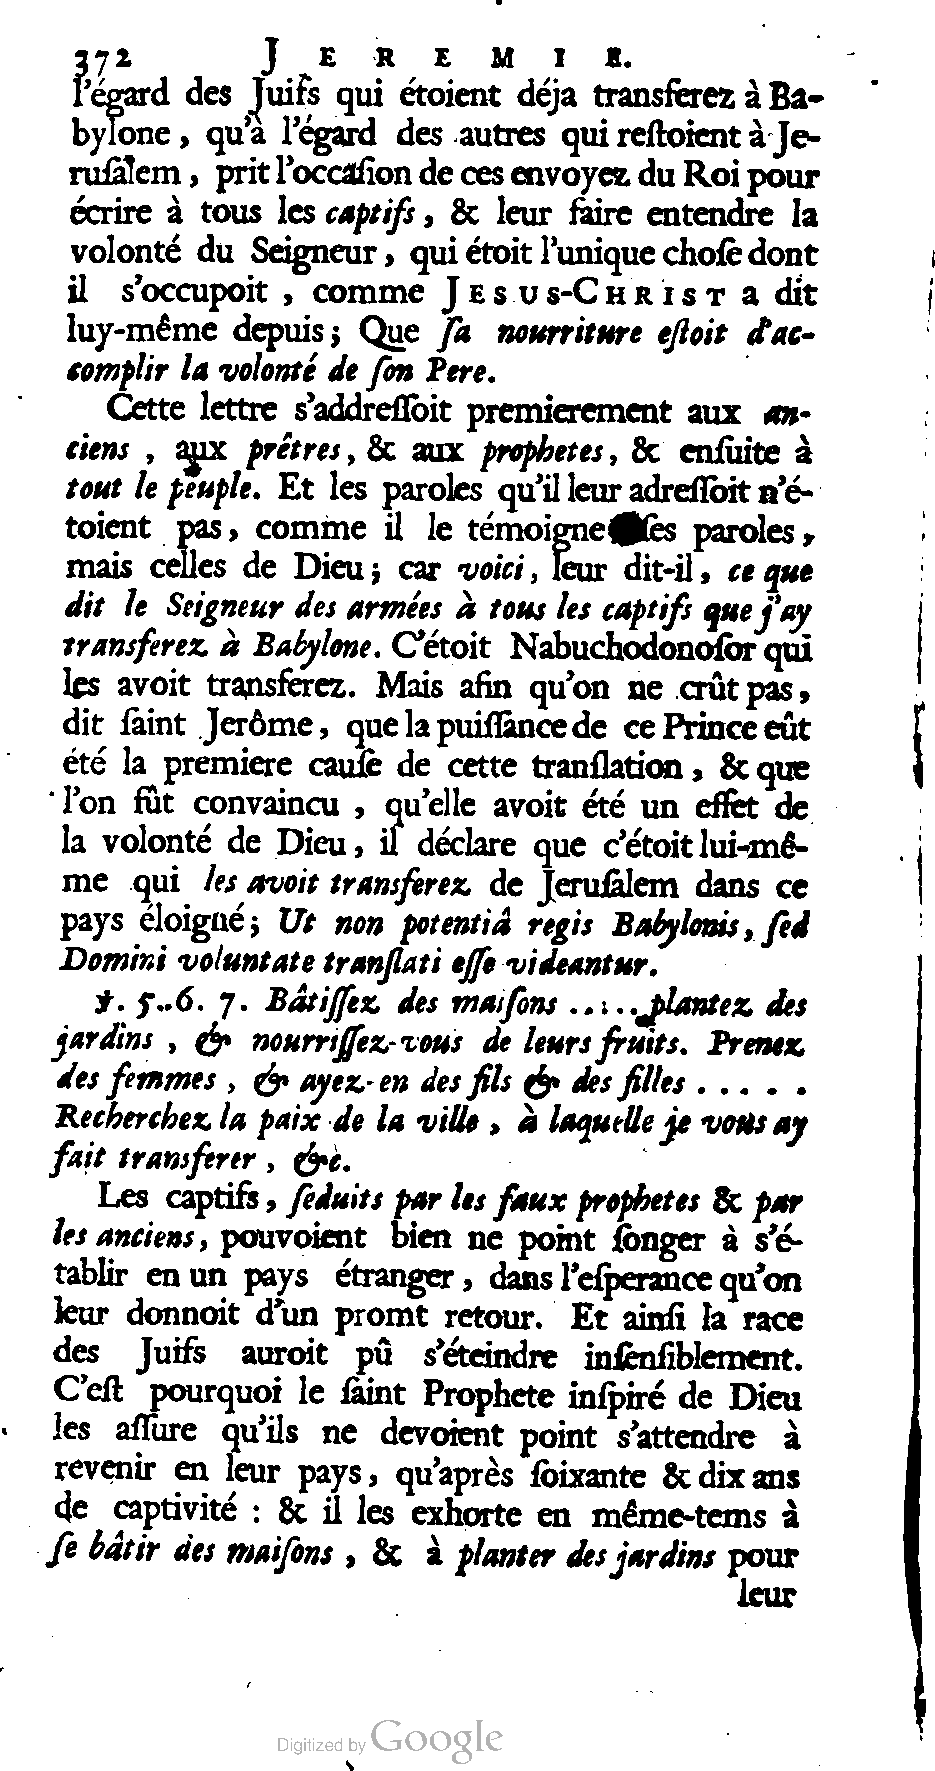 372 JEREMIE.
l'égard des Juifs qui étoient déja transferez à Ba-
bylone, qu'à l'égard des autres qui reſtoient à Je-
ruſalem, prit l'occaſion de ces envoyez du Roi pour
écrire à tous les captifs, & leur faire entendre la
volonté du Seigneur, qui étoit l'unique choſe dont
il s'occupoit, comme JESUS-CHRIST a dit
luy-même depuis; Que ſa nourriture eſtoit d'ac-
complir la volonté de ſon Pere.
Cette lettre s'addreſſoit premierement aux an-
ciens, aux prêtres, & aux prophetes, & enſuite à
tout le peuple. Et les paroles qu'il leur adreſſoit n'é-
toient pas, comme il le témoigne ſes paroles,
mais celles de Dieu; car voici, leur dit-il, ce que
dit le Seigneur des armées à tous les captifs que j'ay
transferez à Babylone. C'étoit Nabuchodonoſor qui
les avoit transferez. Mais afin qu'on ne crût pas,
dit ſaint Jerôme, que la puiſſance de ce Prince eût
été la premiere cauſe de cette tranſlation, & que
l'on fût convaincu, qu'elle avoit été un effet de
la volonté de Dieu, il déclare que c'étoit lui-mê-
me qui les avoit transferez de Jeruſalem dans ce
pays éloigné; Ut non potentiâ regis Babylonis, ſed
Domini voluntate tranſlati eſſe videantur.
℣. 5..6. 7. Bâtiſſez des maiſons ..... plantez des
jardins, & nourriſſez-vous de leurs fruits. Prenez
des femmes, & ayez-en des fils & des filles .....
Recherchez la paix de la ville, à laquelle je vous ay
fait transferer, &c.
Les captifs, ſeduits par les faux prophetes & par
les anciens, pouvoient bien ne point ſonger à s'é-
tablir en un pays étranger, dans l'eſperance qu'on
leur donnoit d'un promt retour. Et ainſi la race
des Juifs auroit pû s'éteindre inſenſiblement.
C'eſt pourquoi le ſaint Prophete inſpiré de Dieu
les aſſure qu'ils ne devoient point s'attendre à
revenir en leur pays, qu'après ſoixante & dix ans
de captivité : & il les exhorte en même-tems à
ſe bâtir des maiſons, & à planter des jardins pour
leur
Digitized by Google